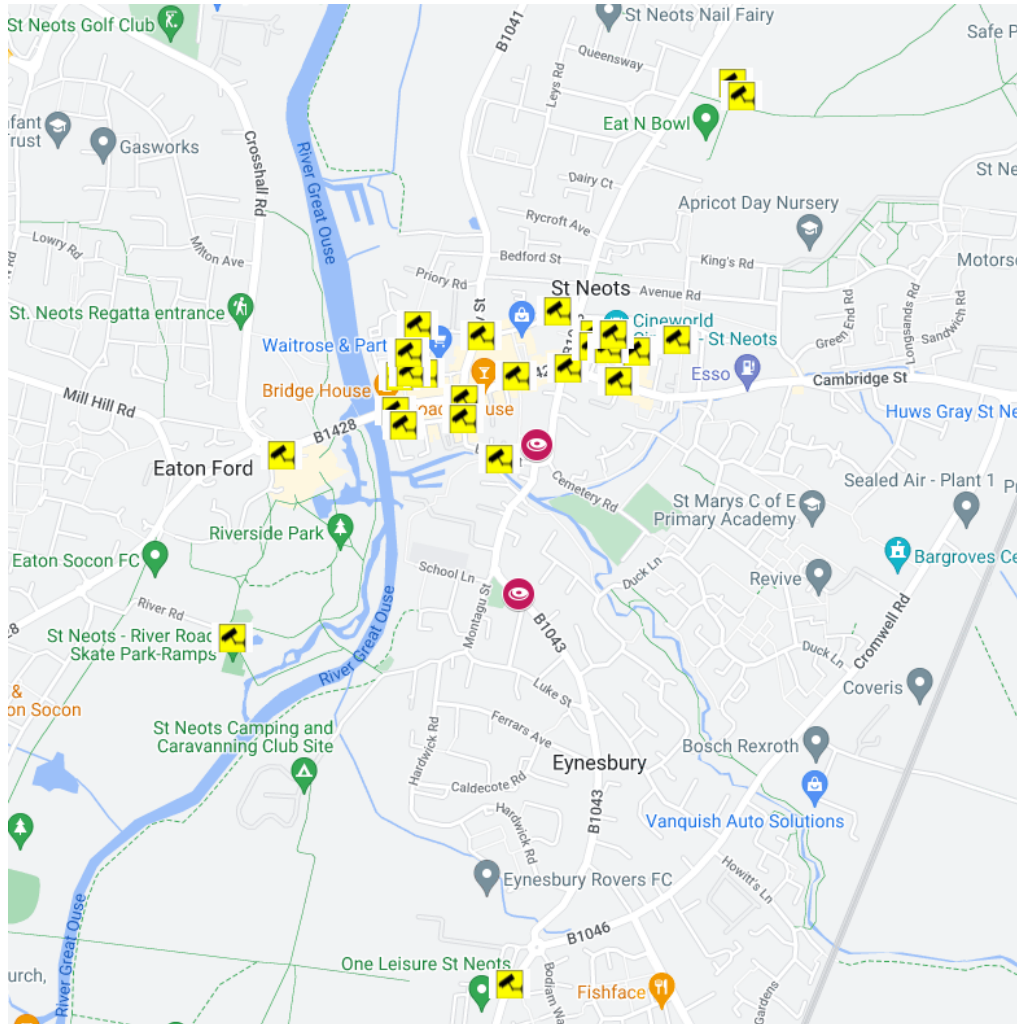 St Neots Golf Club
B1041
St Neots Nail Fairy
Queensway
Safe
Leys Rd
Eat N Bowl
Gasworks
Crosshall Rd
River Great Ouse
Dairy Ct
St Ne
Apricot Day Nursery
Rycroft Ave
Lowry Rd
Milton Ave
Bedford St
King's Rd
Motors
Priory Rd
St Neots
Avenue Rd
St. Neots Regatta entrance
Cineworld
St Neots
Green End Rd
Longsands Rd
Sandwich Rd
Waitrose & Part
Esso
Cambridge St
Mill Hill Rd
Bridge House
Huws Gray St Ne
B1428
Eaton Ford
Cemetery Rd
Sealed Air - Plant 1
St Marys C of E
Primary Academy
Riverside Park
Eaton Socon FC
Bargroves Ce
School Ln
Duck Ln
Revive
River Rd
Montagu St
B1043
Cromwell Rd
St Neots - River Road
Skate Park-Ramps
River Great Ouse
Duck Ln
Coveris
&
on Socon
Luke St
St Neots Camping and
Caravanning Club Site
Ferrars Ave
Hardwick Rd
Bosch Rexroth
Eynesbury
Caldecote Rd
B1043
Vanquish Auto Solutions
Hardwick Rd
Howitt's Ln
Eynesbury Rovers FC
River Great Ouse
B1046
One Leisure St Neots
urch,
Bodiam Way
Fishface
Gardens